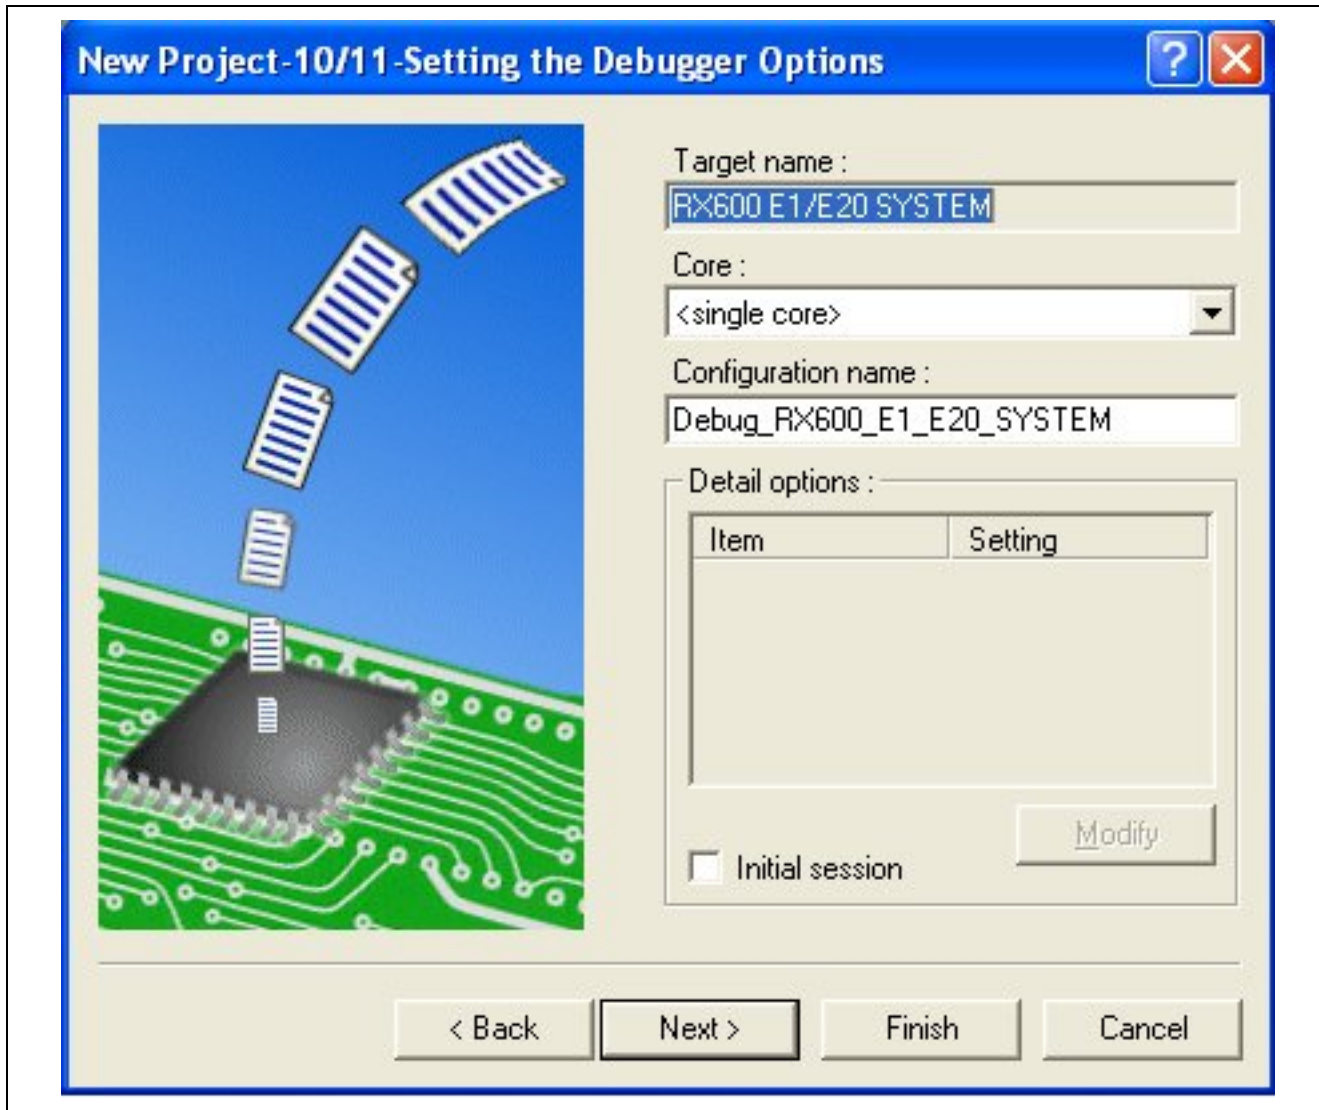 New Project-10/11-Setting the Debugger Options
Target name :
RX600 E1/E20 SYSTEM
Core :
<single core>
Configuration name :
Debug_RX600_E1_E20_SYSTEM
Detail options :
Item Setting
Modify
Initial session
< Back Next > Finish Cancel